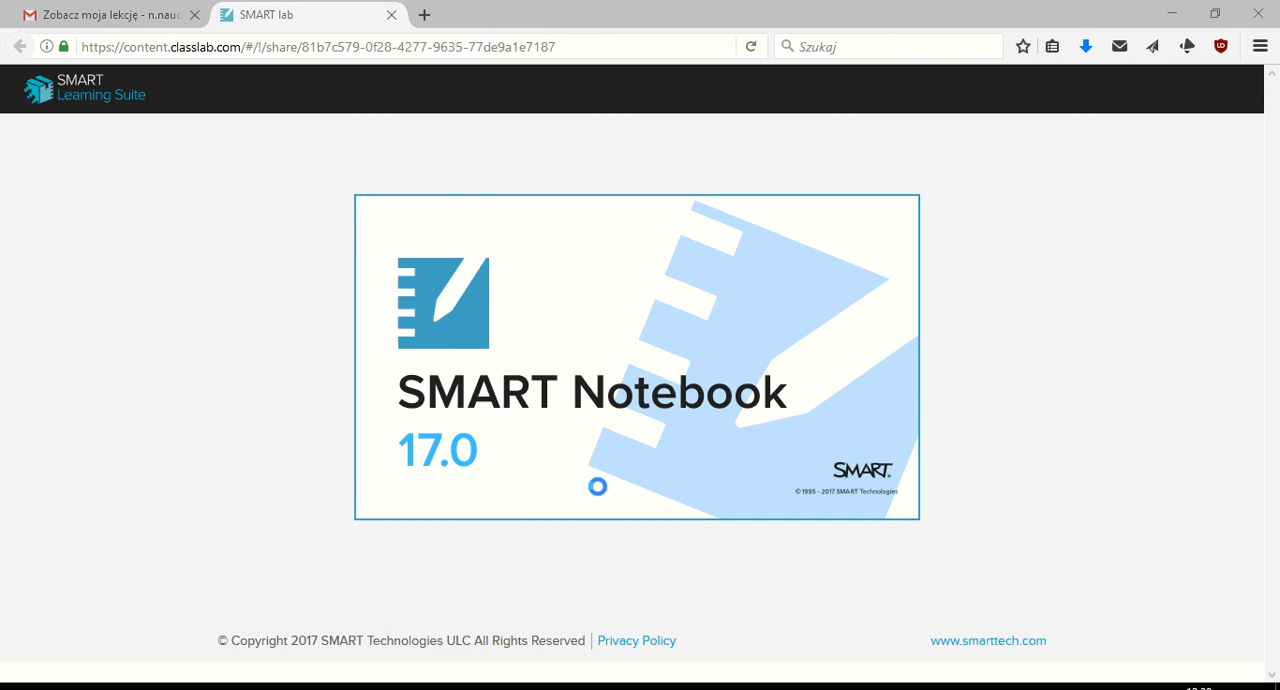 Zobacz moja lekcję - n.nauc
SMART lab
https://content.classlab.com/#/!/share/81b7c579-0f28-4277-9635-77de9a1e7187
Szukaj
SMART
Learning Suite
SMART Notebook
17.0
SMART
© 1995 - 2017 SMART Technologies
© Copyright 2017 SMART Technologies ULC All Rights Reserved | Privacy Policy
www.smarttech.com